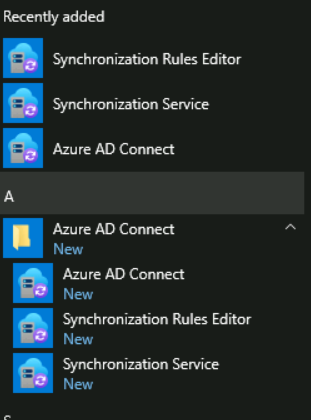 Recently added
Synchronization Rules Editor
Synchronization Service
Azure AD Connect
A
Azure AD Connect
New
Azure AD Connect
New
Synchronization Rules Editor
New
Synchronization Service
New